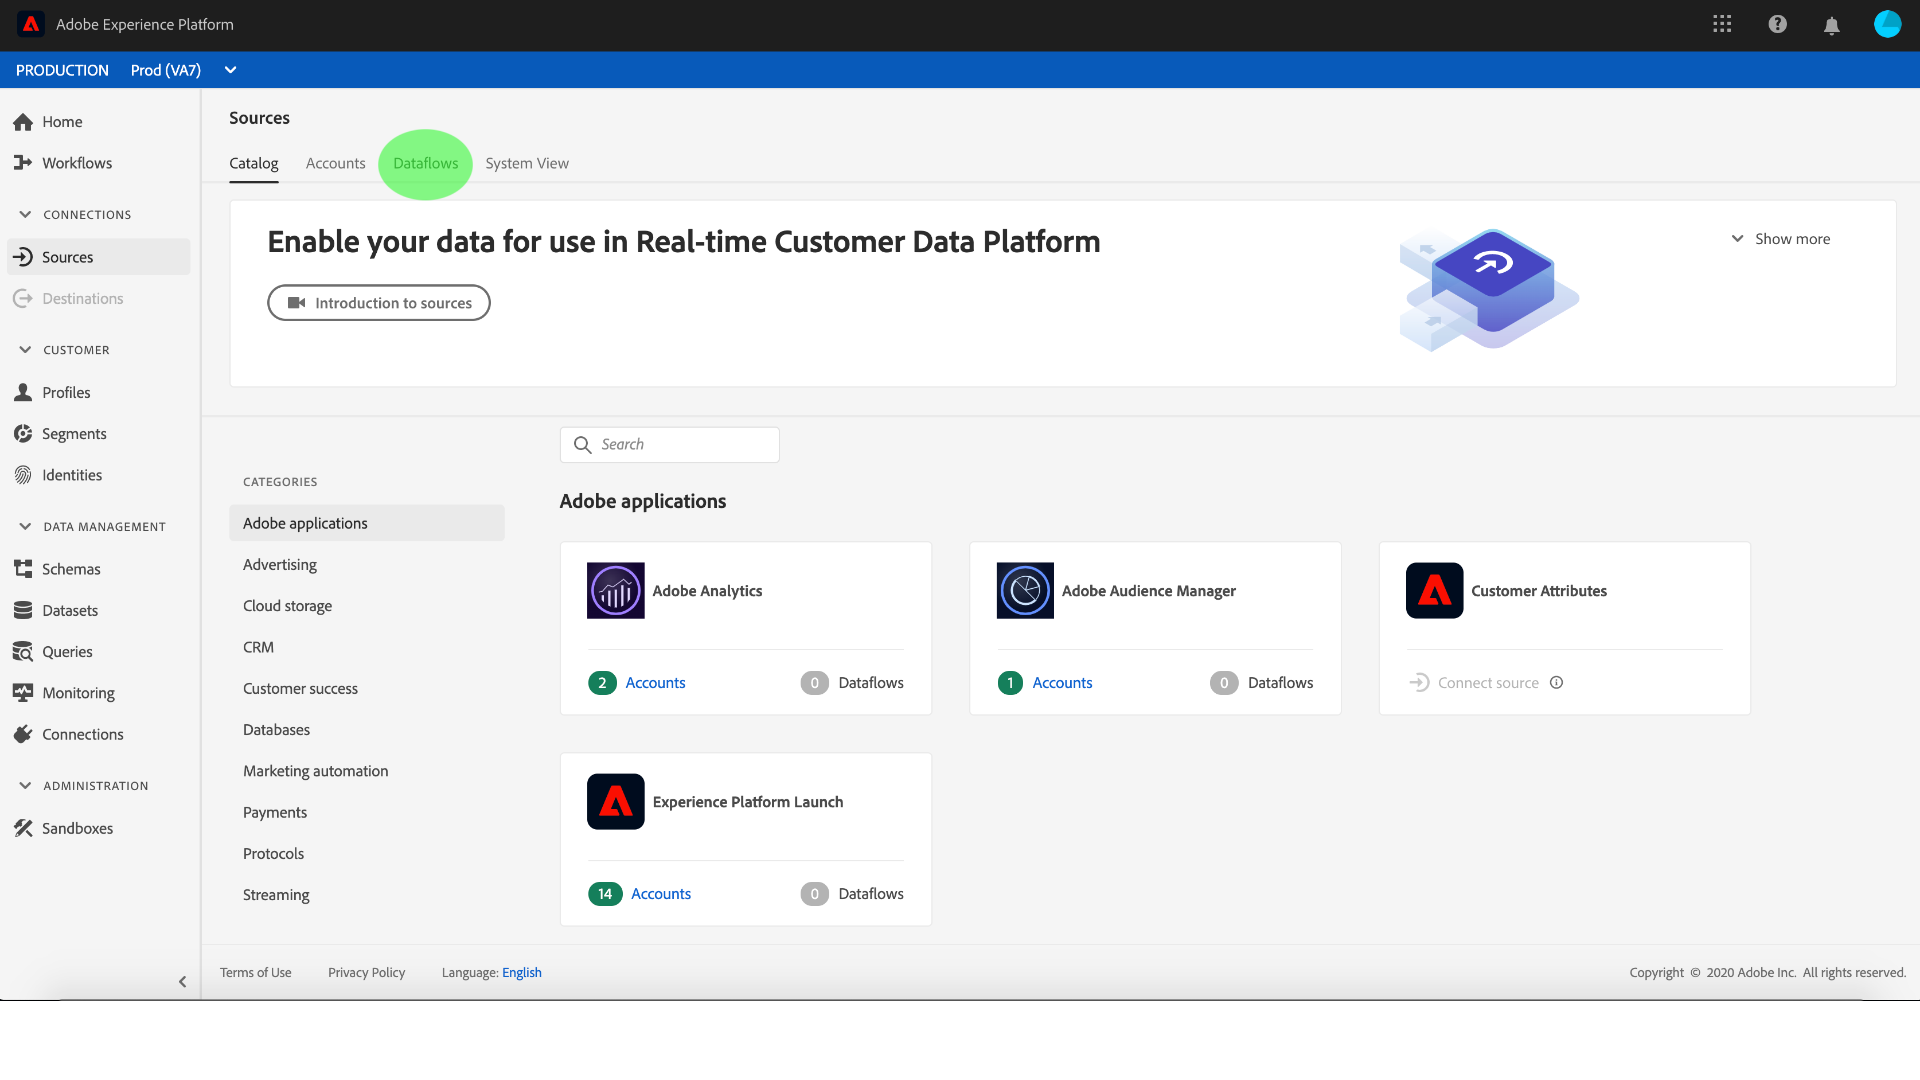 Adobe Experience Platform
PRODUCTION Prod (VA7)
Home
Workflows
CONNECTIONS
Sources
Destinations
CUSTOMER
Profiles
Segments
Identities
DATA MANAGEMENT
Schemas
Datasets
Queries
Monitoring
Connections
ADMINISTRATION
Sandboxes
Sources
Catalog Accounts Dataflows System View
Enable your data for use in Real-time Customer Data Platform
Show more
Introduction to sources
Search
CATEGORIES
Adobe applications
Advertising
Cloud storage
CRM
Customer success
Databases
Marketing automation
Payments
Protocols
Streaming
Adobe applications
Adobe Analytics
2 Accounts 0 Dataflows
Adobe Audience Manager
1 Accounts 0 Dataflows
Customer Attributes
Connect source
Experience Platform Launch
14 Accounts 0 Dataflows
Terms of Use Privacy Policy Language: English
Copyright © 2020 Adobe Inc. All rights reserved.